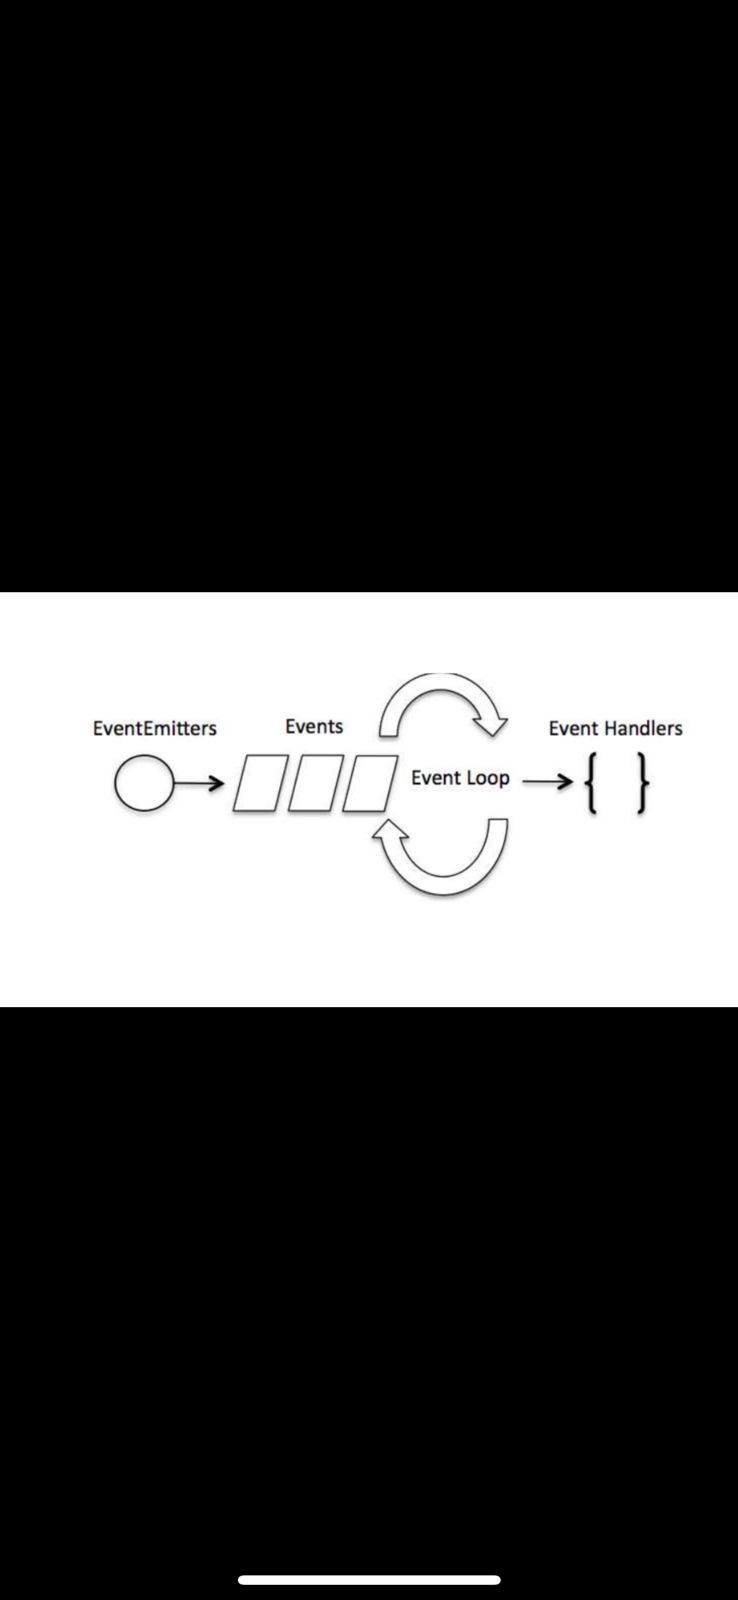 EventEmitters
Events
Event Handlers
Event Loop
{ }